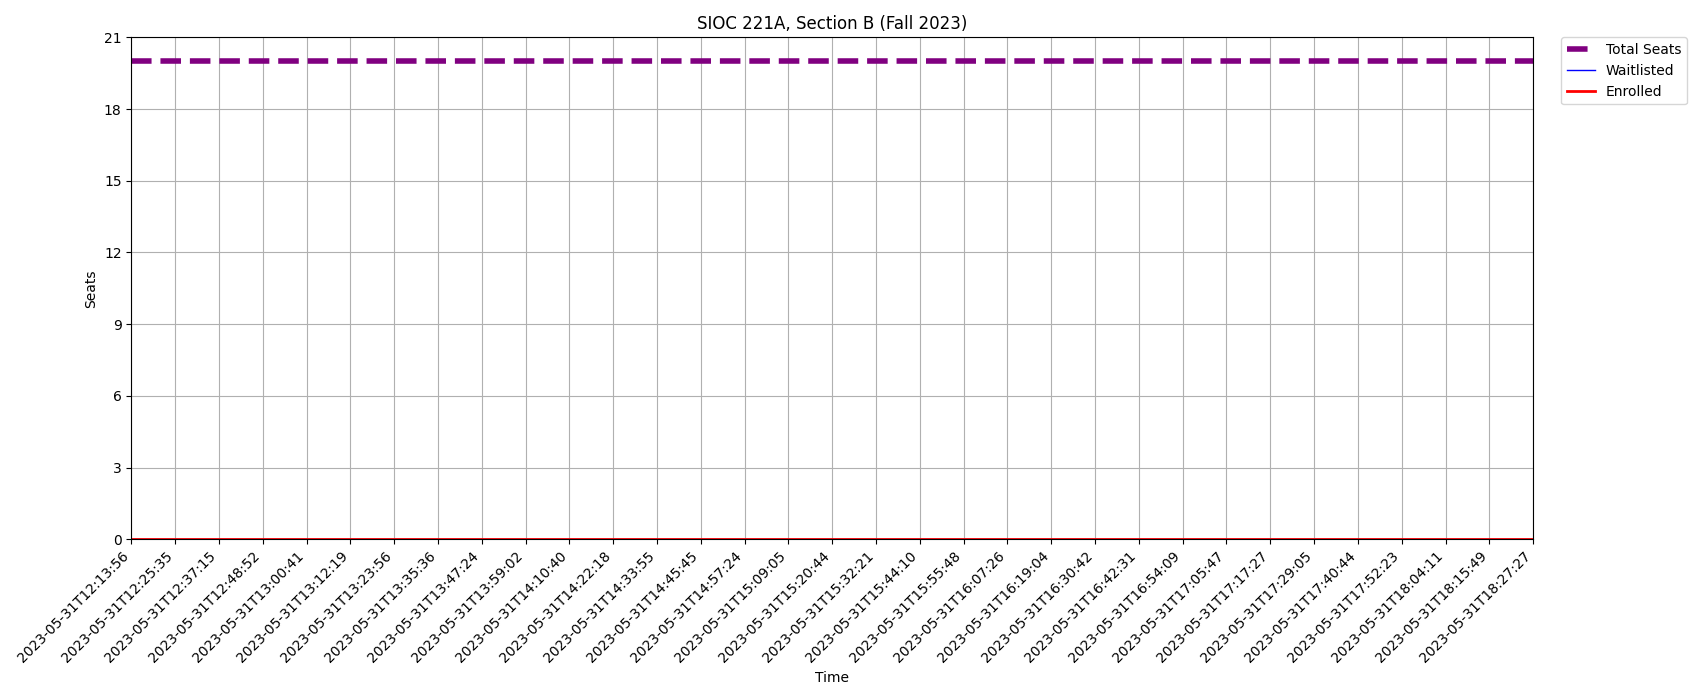 SIOC 221A, Section B (Fall 2023)
Total Seats
Waitlisted
Enrolled
21
18
15
12
9
6
3
0
Seats
2023-05-31T12:13:56
2023-05-31T12:25:35
2023-05-31T12:37:15
2023-05-31T12:48:52
2023-05-31T13:00:41
2023-05-31T13:12:19
2023-05-31T13:23:56
2023-05-31T13:35:36
2023-05-31T13:47:24
2023-05-31T13:59:02
2023-05-31T14:10:40
2023-05-31T14:22:18
2023-05-31T14:33:55
2023-05-31T14:45:45
2023-05-31T14:57:24
2023-05-31T15:09:05
2023-05-31T15:20:44
2023-05-31T15:32:21
2023-05-31T15:44:10
2023-05-31T15:55:48
2023-05-31T16:07:26
2023-05-31T16:19:04
2023-05-31T16:30:42
2023-05-31T16:42:31
2023-05-31T16:54:09
2023-05-31T17:05:47
2023-05-31T17:17:27
2023-05-31T17:29:05
2023-05-31T17:40:44
2023-05-31T17:52:23
2023-05-31T18:04:11
2023-05-31T18:15:49
2023-05-31T18:27:27
Time